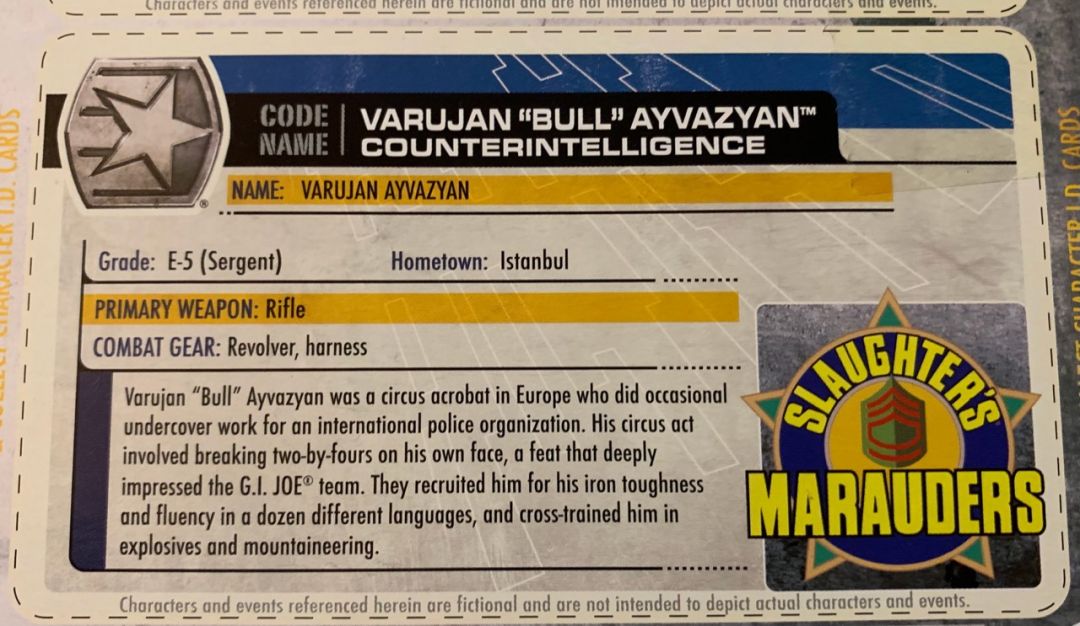 Characters and events referenced herein are fictional and are not intended to depict actual characters and events.
CODE NAME
VARUJAN “BULL” AYVAZYAN™
COUNTERINTELLIGENCE
®
NAME: VARUJAN AYVAZYAN
Grade: E-5 (Sergent)
Hometown: Istanbul
PRIMARY WEAPON: Rifle
COMBAT GEAR: Revolver, harness
Varujan “Bull” Ayvazyan was a circus acrobat in Europe who did occasional
undercover work for an international police organization. His circus act
involved breaking two-by-fours on his own face, a feat that deeply
impressed the G.I. JOE® team. They recruited him for his iron toughness
and fluency in a dozen different languages, and cross-trained him in
explosives and mountaineering.
SLAUGHTER'S
MARAUDERS
Characters and events referenced herein are fictional and are not intended to depict actual characters and events.
CHARACTER I.D. CARDS
CHARACTER I.D. CARDS